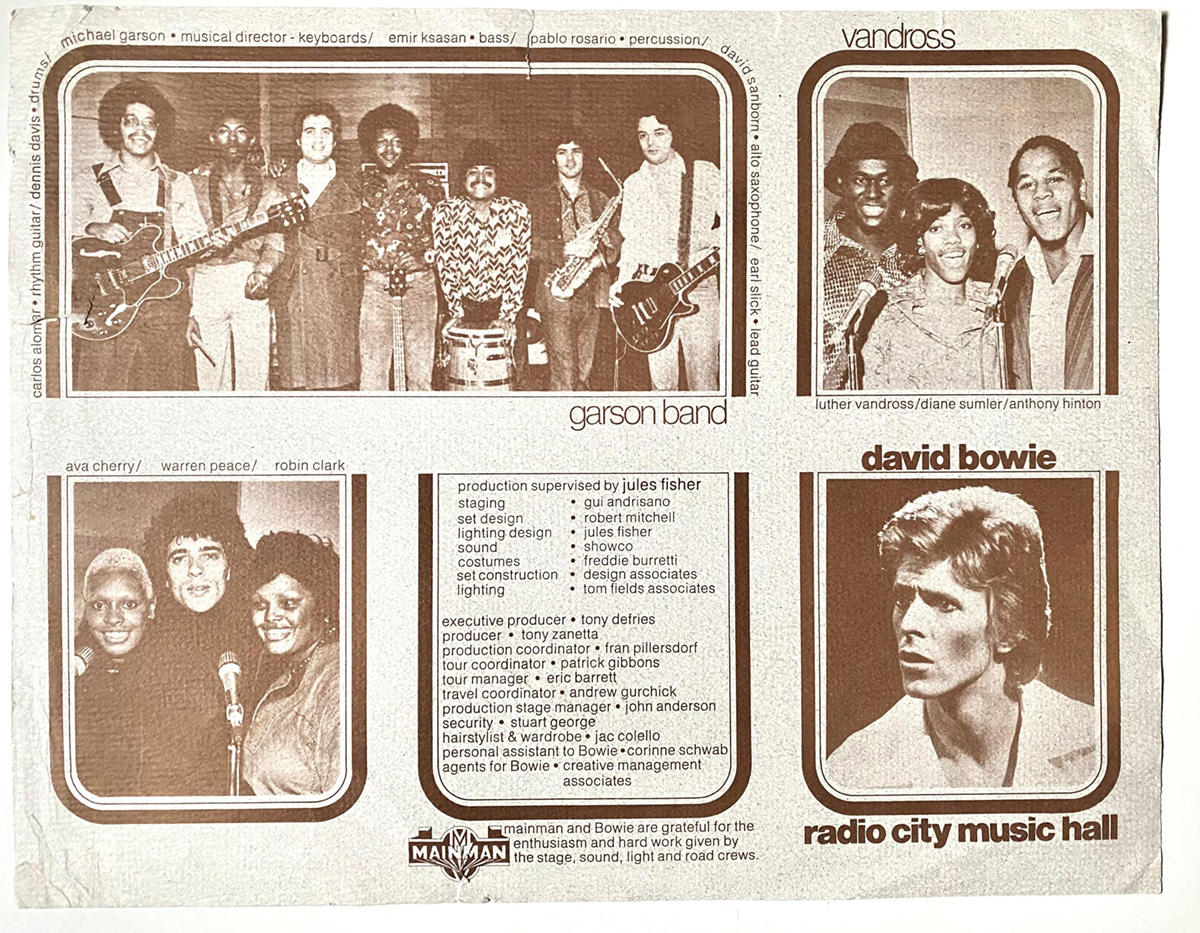 carlos alomar • rhythm guitar/ dennis davis • drums/
michael garson • musical director - keyboards/ emir ksasan • bass/ pablo rosario • percussion/
david sanborn • alto saxophone/ earl slick • lead guitar
garson band
vandross
luther vandross/diane sumler/anthony hinton
ava cherry/ warren peace/ robin clark
production supervised by jules fisher
staging • gui andrisano
set design • robert mitchell
lighting design • jules fisher
sound • showco
costumes • freddie burretti
set construction • design associates
lighting • tom fields associates
executive producer • tony defries
producer • tony zanetta
production coordinator • fran pillersdorf
tour coordinator • patrick gibbons
tour manager • eric barrett
travel coordinator • andrew gurchick
production stage manager • john anderson
security • stuart george
hairstylist & wardrobe • jac colello
personal assistant to Bowie • corinne schwab
agents for Bowie • creative management
associates
MAINMAN
mainman and Bowie are grateful for the
enthusiasm and hard work given by
the stage, sound, light and road crews.
david bowie
radio city music hall